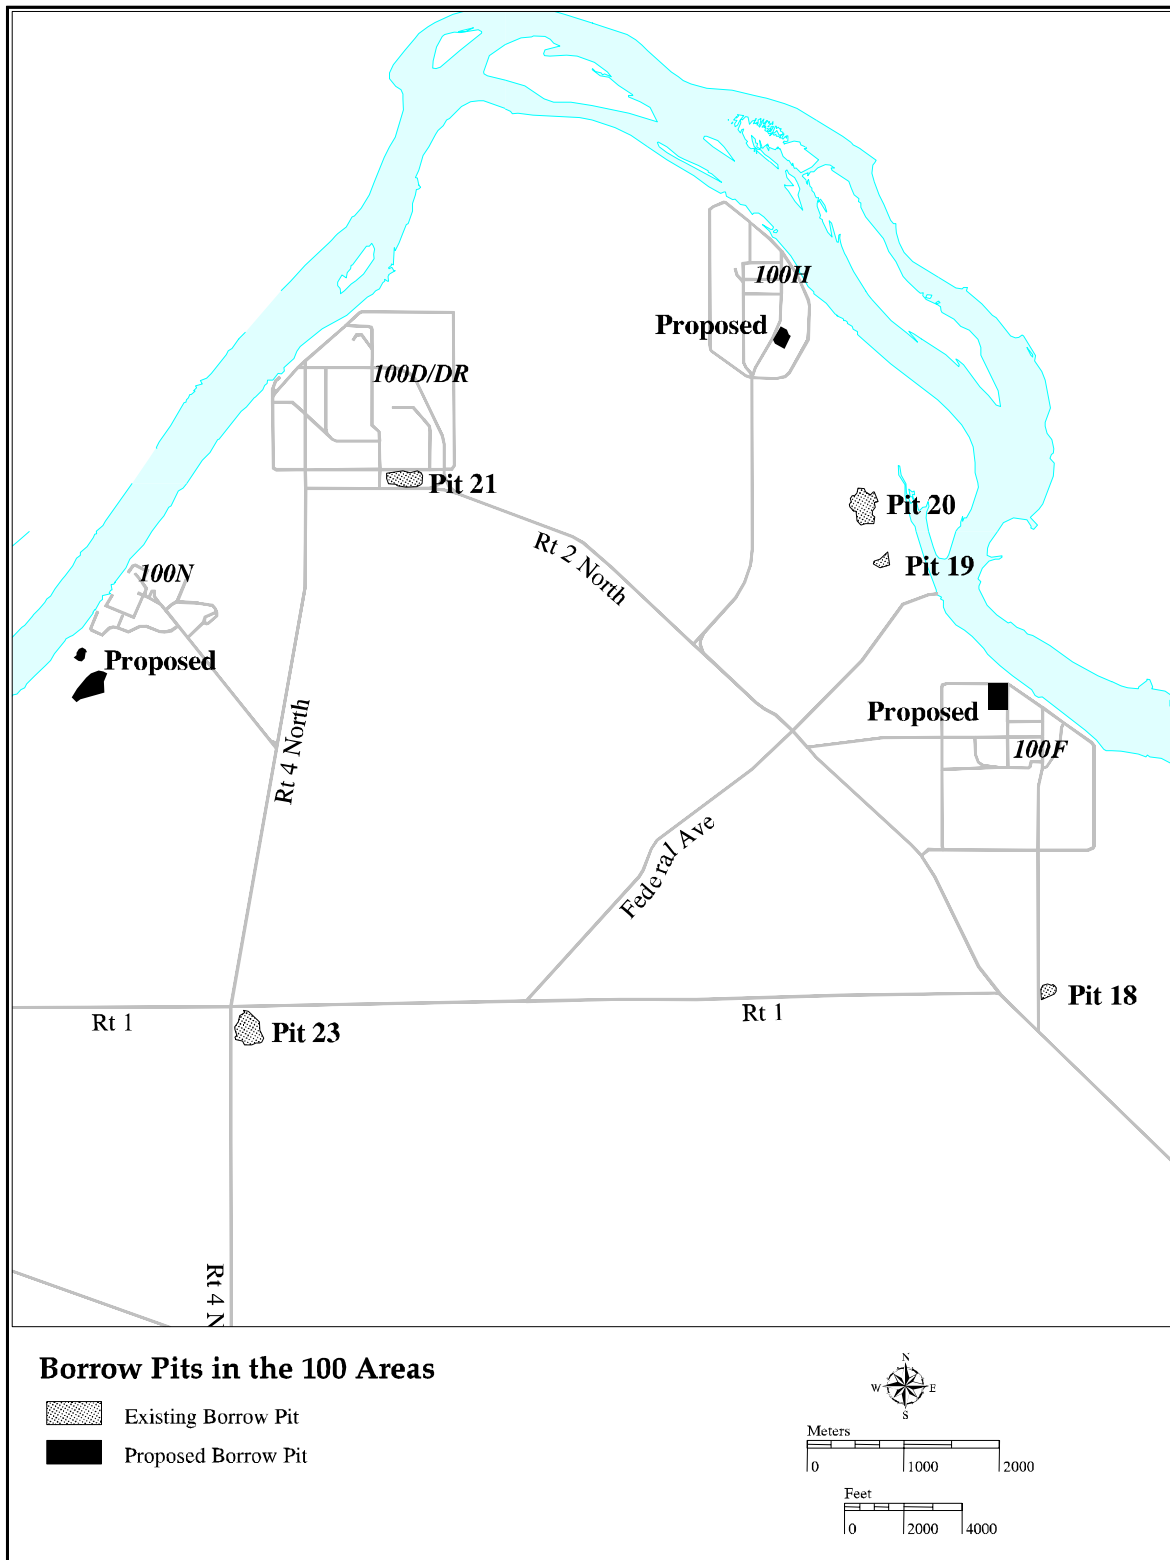 100H
Proposed
100D/DR
Pit 21
Pit 20
Rt 2 North
Pit 19
100N
Proposed
Proposed
Rt 4 North
100F
Federal Ave
Pit 18
Rt 1
Rt 1
Pit 23
Rt 4 N
Borrow Pits in the 100 Areas
Existing Borrow Pit
Proposed Borrow Pit
N
W E
S
Meters
0 1000 2000
Feet
0 2000 4000